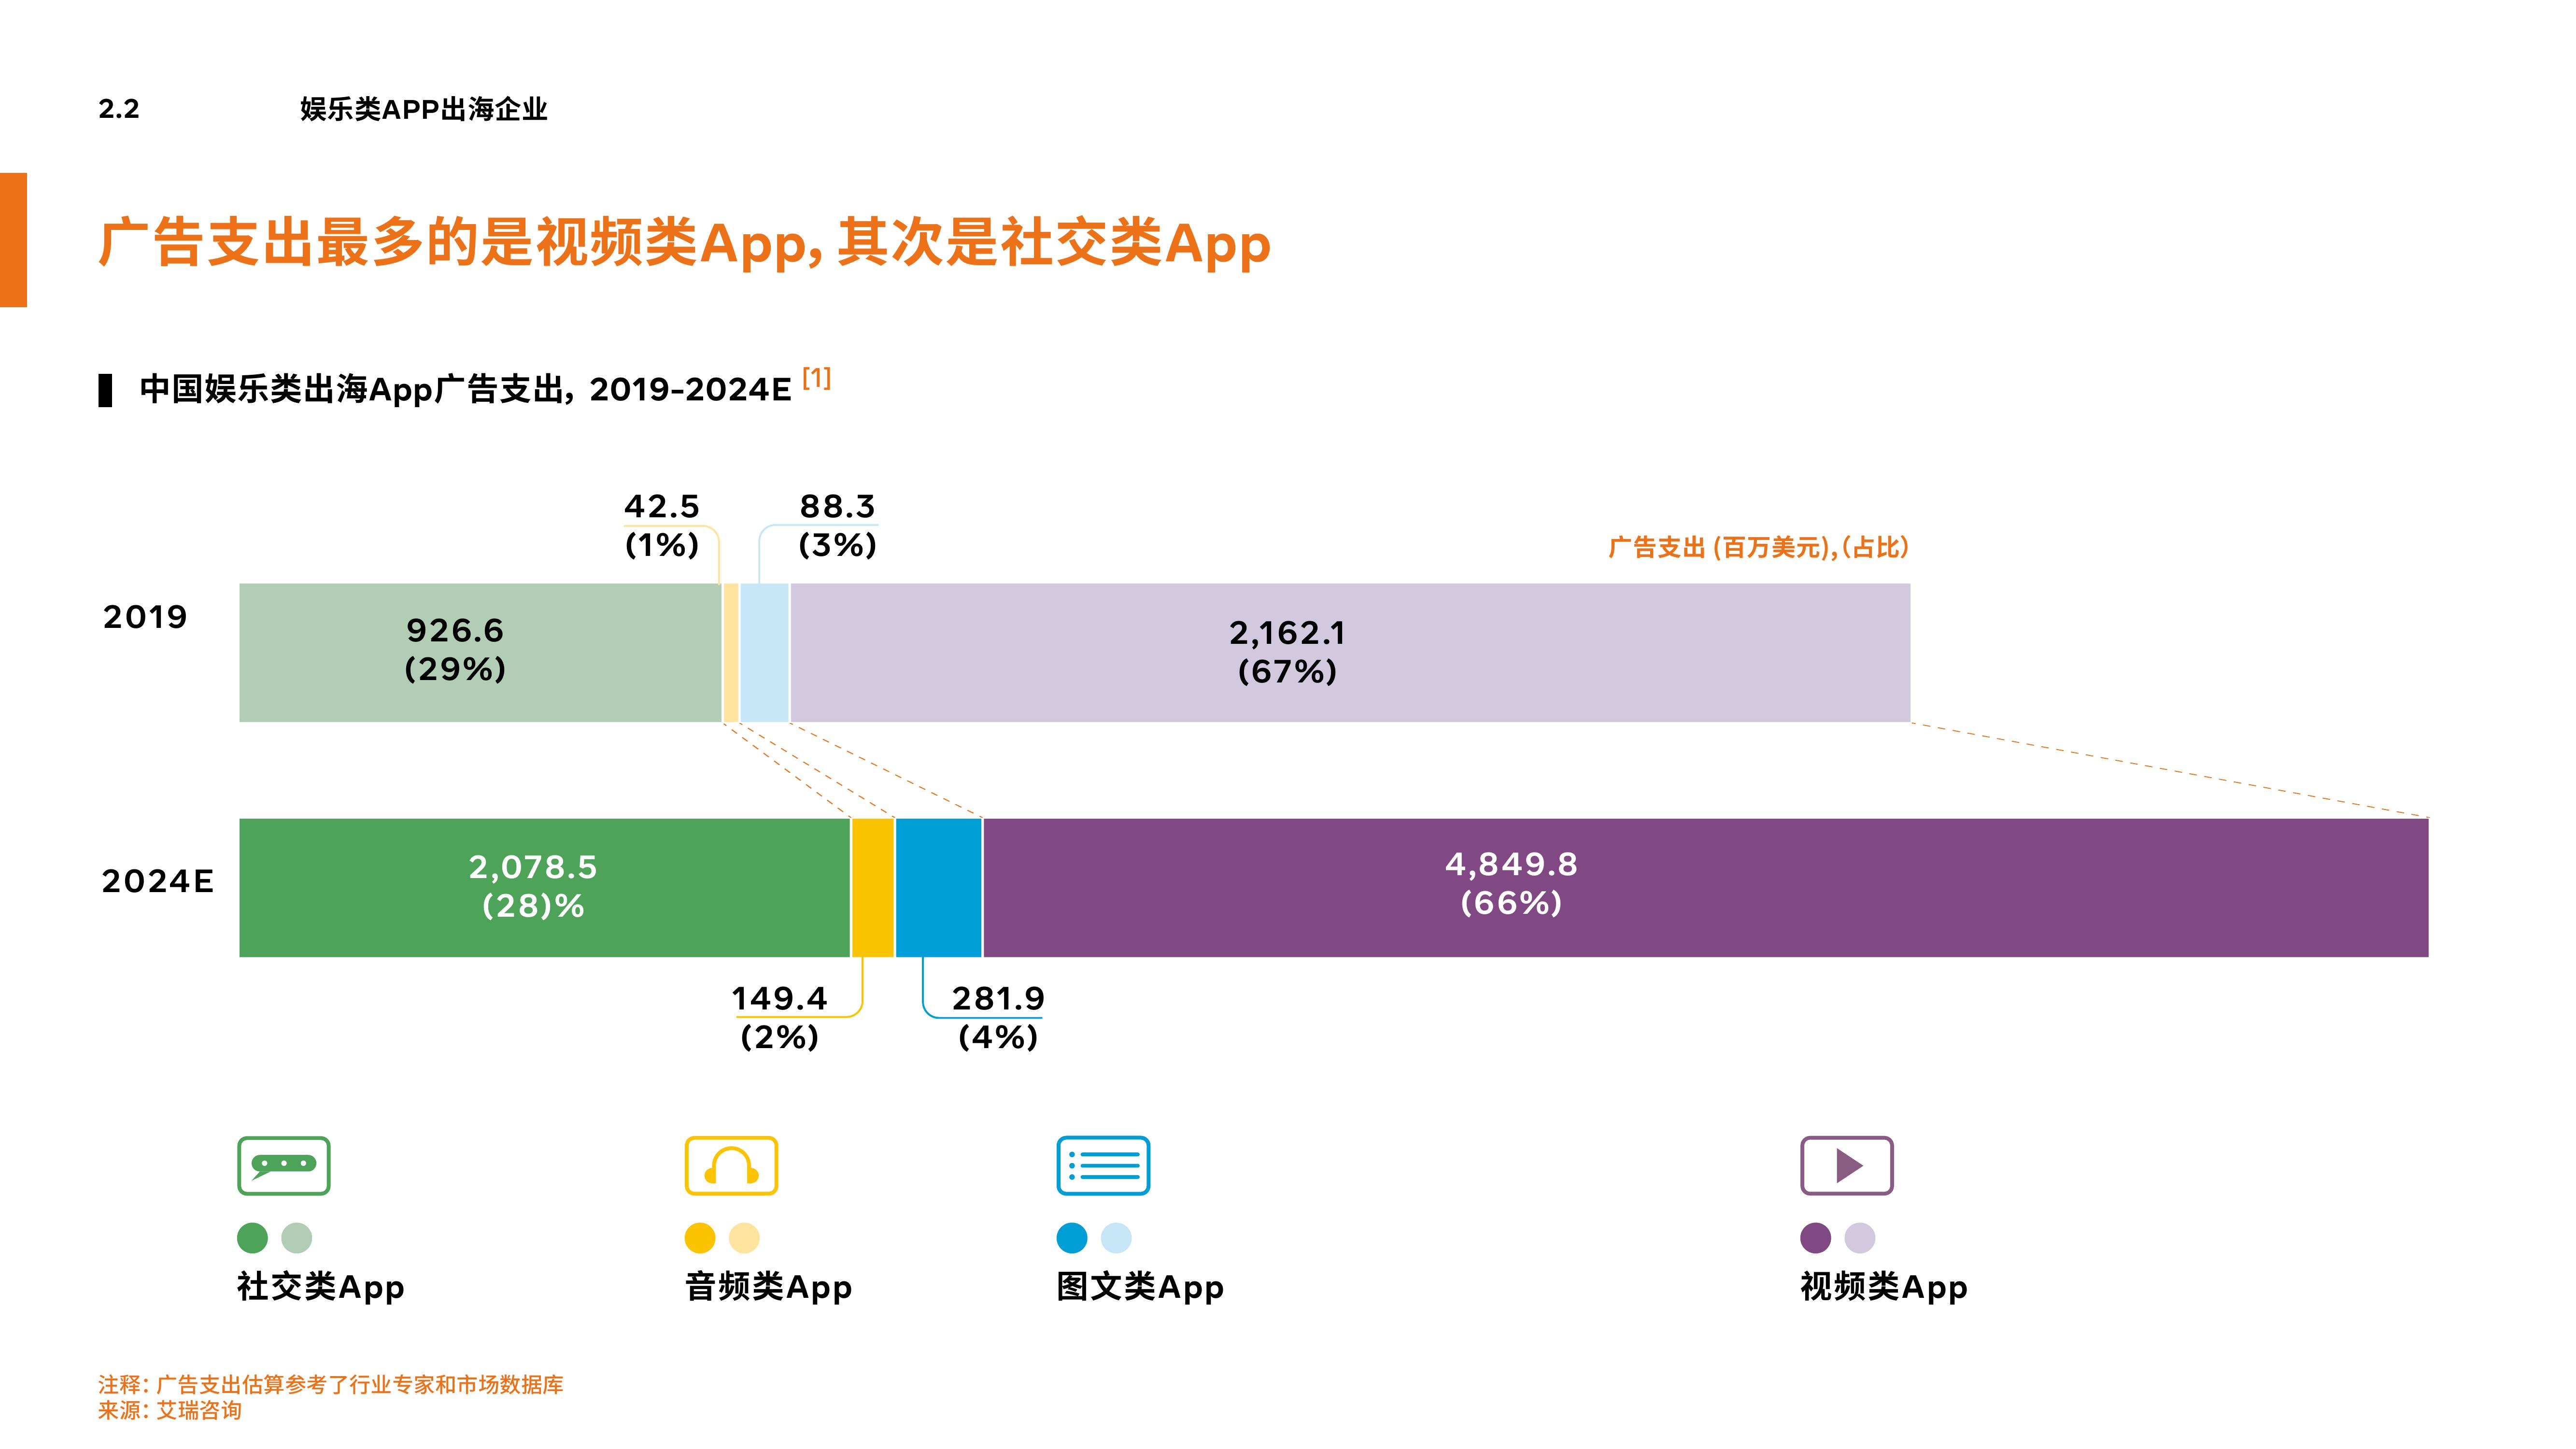 2.2 娱乐类APP出海企业
广告支出最多的是视频类App, 其次是社交类App
中国娱乐类出海App广告支出, 2019-2024E [1]
42.5
(1%)
88.3
(3%)
广告支出 (百万美元),(占比)
2019
926.6
(29%)
2,162.1
(67%)
2024E
2,078.5
(28)%
4,849.8
(66%)
149.4
(2%)
281.9
(4%)
社交类App
音频类App
图文类App
视频类App
注释: 广告支出估算参考了行业专家和市场数据库
来源: 艾瑞咨询